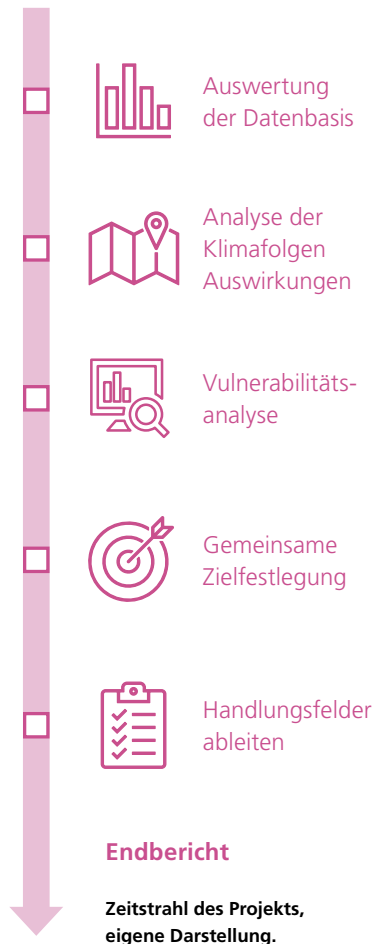 Auswertung
der Datenbasis
Analyse der
Klimafolgen
Auswirkungen
Vulnerabilitäts-
analyse
Gemeinsame
Zielfestlegung
Handlungsfelder
ableiten
Endbericht
Zeitstrahl des Projekts,
eigene Darstellung.